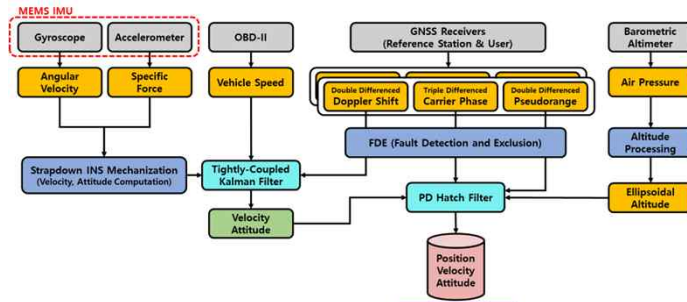 MEMS IMU
Gyroscope
Accelerometer
OBD-II
GNSS Receivers
(Reference Station & User)
Barometric
Altimeter
Angular
Velocity
Specific
Force
Vehicle Speed
Double Differenced
Doppler Shift
Triple Differenced
Carrier Phase
Double Differenced
Pseudorange
Air Pressure
FDE (Fault Detection and Exclusion)
Altitude
Processing
Strapdown INS Mechanization
(Velocity, Attitude Computation)
Tightly-Coupled
Kalman Filter
PD Hatch Filter
Ellipsoidal
Altitude
Velocity
Attitude
Position
Velocity
Attitude